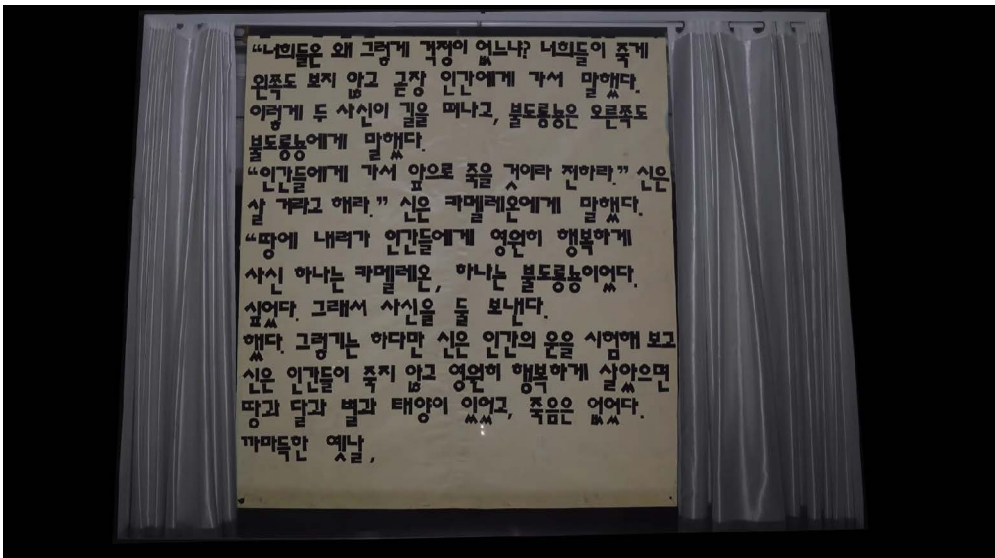 까마득한 옛날,
땅과 달과 별과 태양이 있었고, 죽음은 없었다.
신은 인간들이 죽지 않고 영원히 행복하게 살았으면
했다. 그렇기는 하다만 신은 인간의 운을 시험해 보고
싶었다. 그래서 사신을 둘 보낸다.
사신 하나는 카멜레온, 하나는 불도롱뇽이었다.
“땅에 내려가 인간들에게 영원히 행복하게
살 거라고 해라.” 신은 카멜레온에게 말했다.
“인간들에게 가서 앞으로 죽을 것이라 전하라.” 신은
불도롱뇽에게 말했다.
이렇게 두 사신이 길을 떠나고, 불도롱뇽은 오른쪽도
왼쪽도 보지 않고 곧장 인간에게 가서 말했다.
“너희들은 왜 그렇게 걱정이 없느냐? 너희들이 죽게